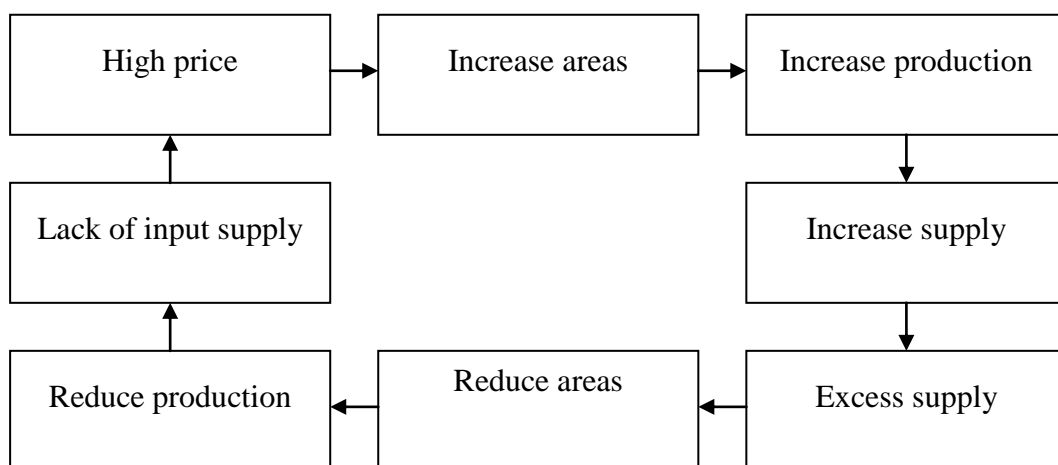 High price
Increase areas
Increase production
Lack of input supply
Increase supply
Reduce production
Reduce areas
Excess supply